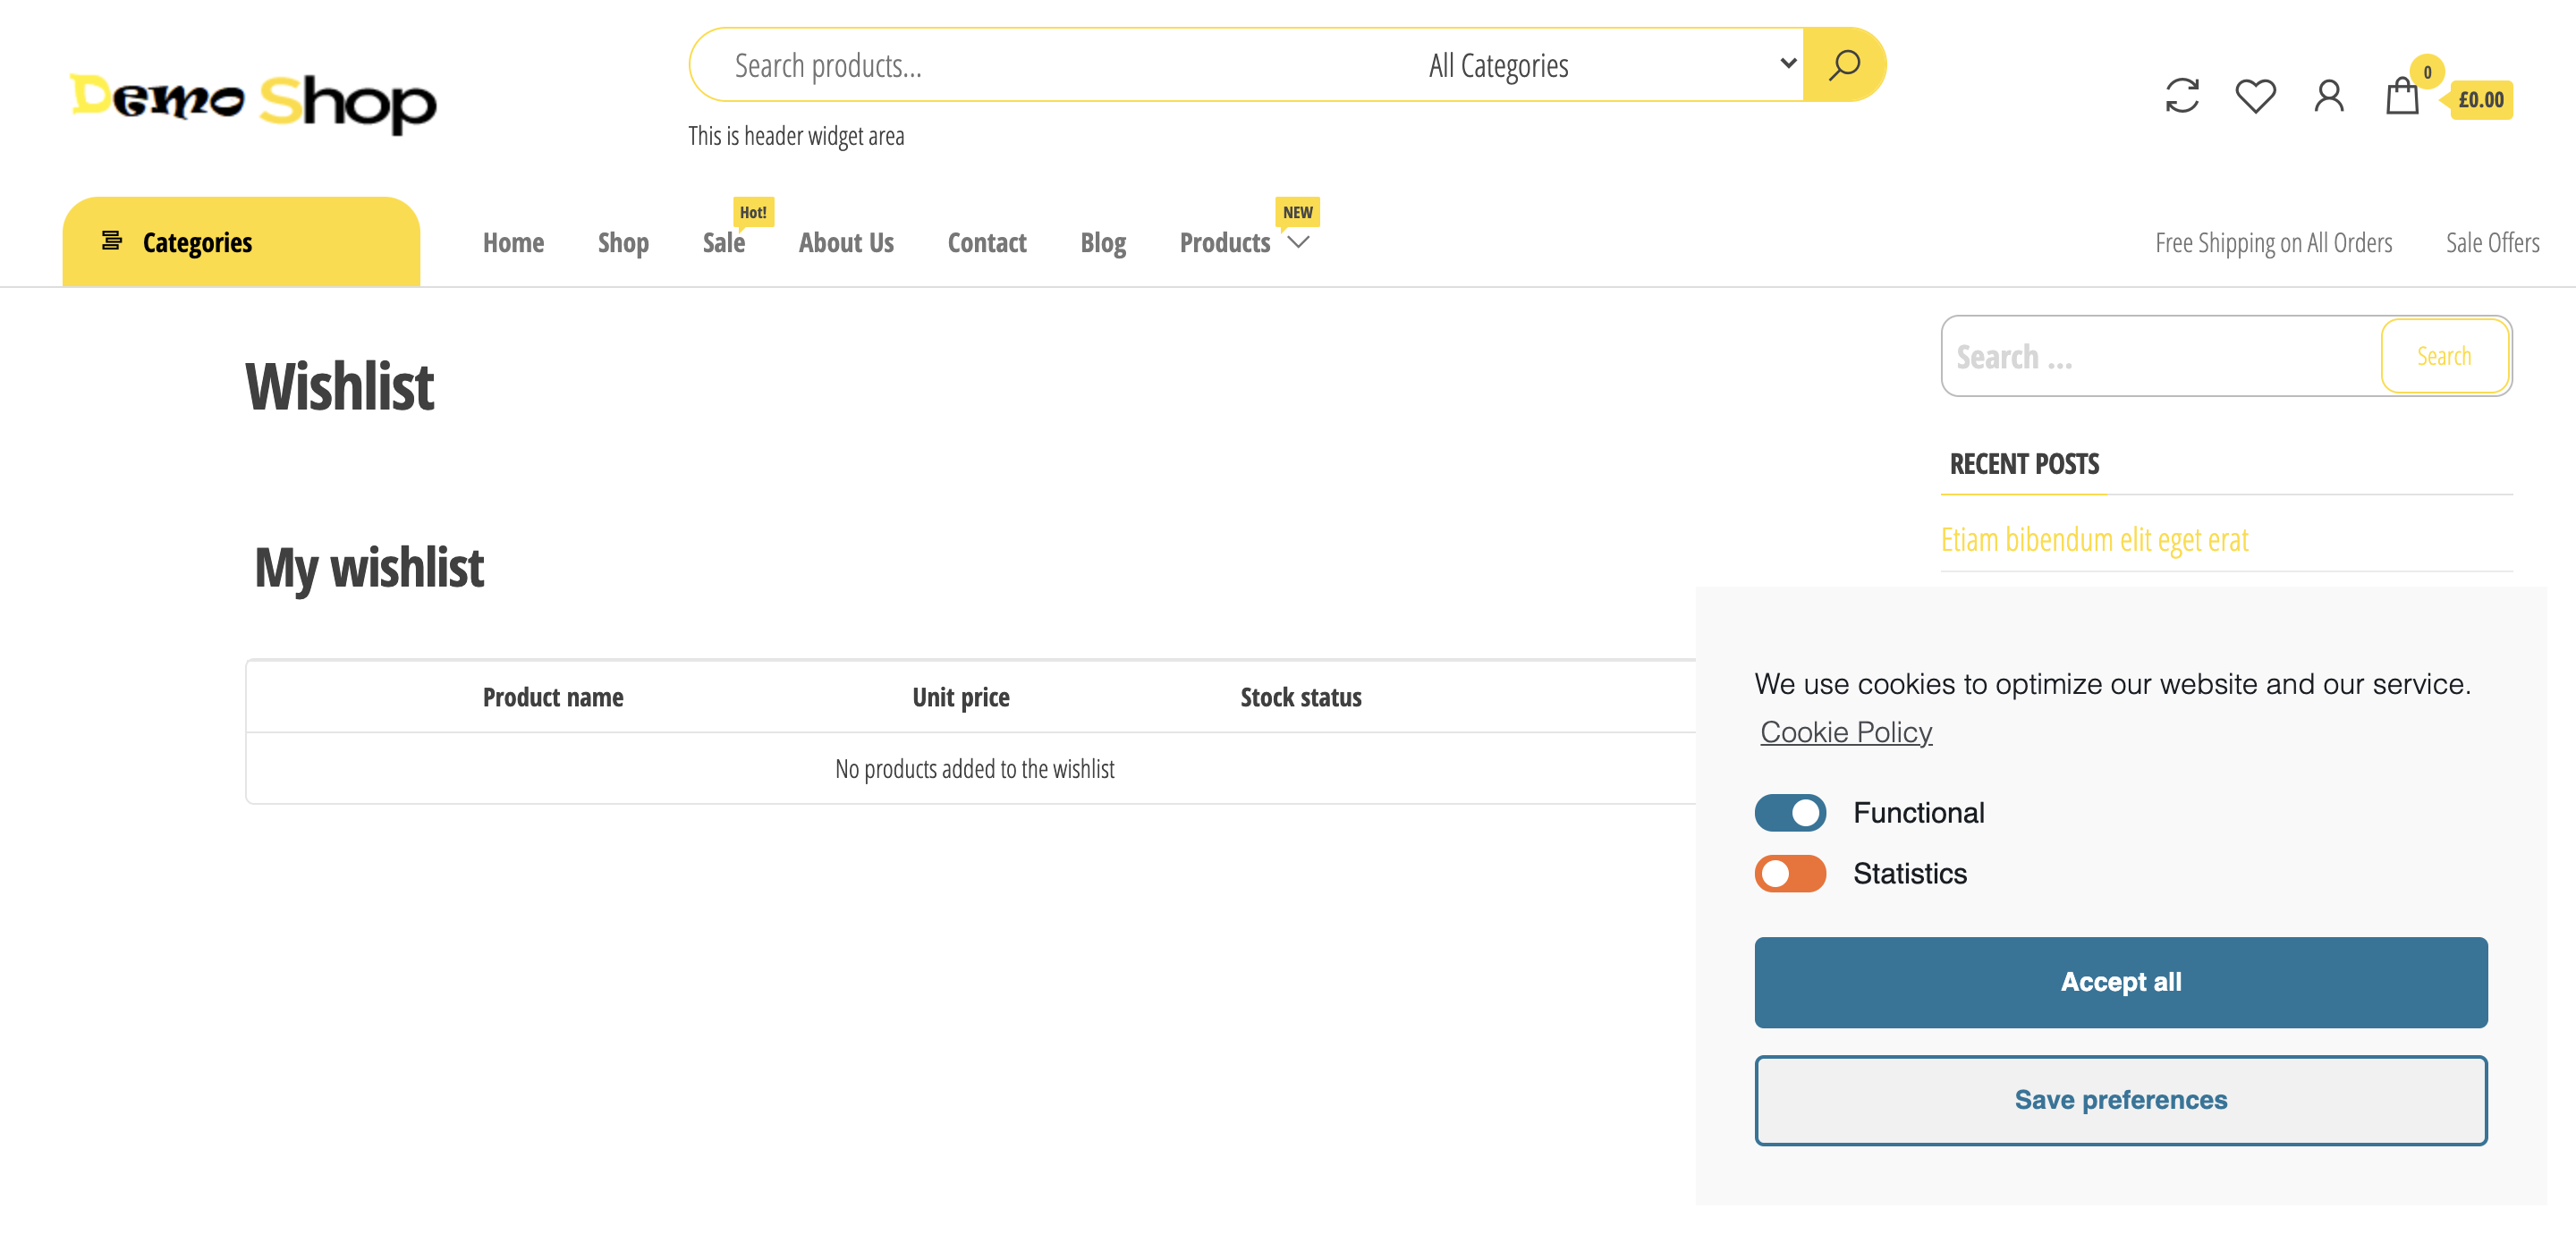 Demo Shop
Search products...
All Categories
This is header widget area
0
£0.00
Categories
Home
Shop
Sale
Hot!
About Us
Contact
Blog
Products
NEW
Free Shipping on All Orders
Sale Offers
Wishlist
Search ...
Search
RECENT POSTS
Etiam bibendum elit eget erat
My wishlist
Product name
Unit price
Stock status
No products added to the wishlist
We use cookies to optimize our website and our service.
Cookie Policy
Functional
Statistics
Accept all
Save preferences